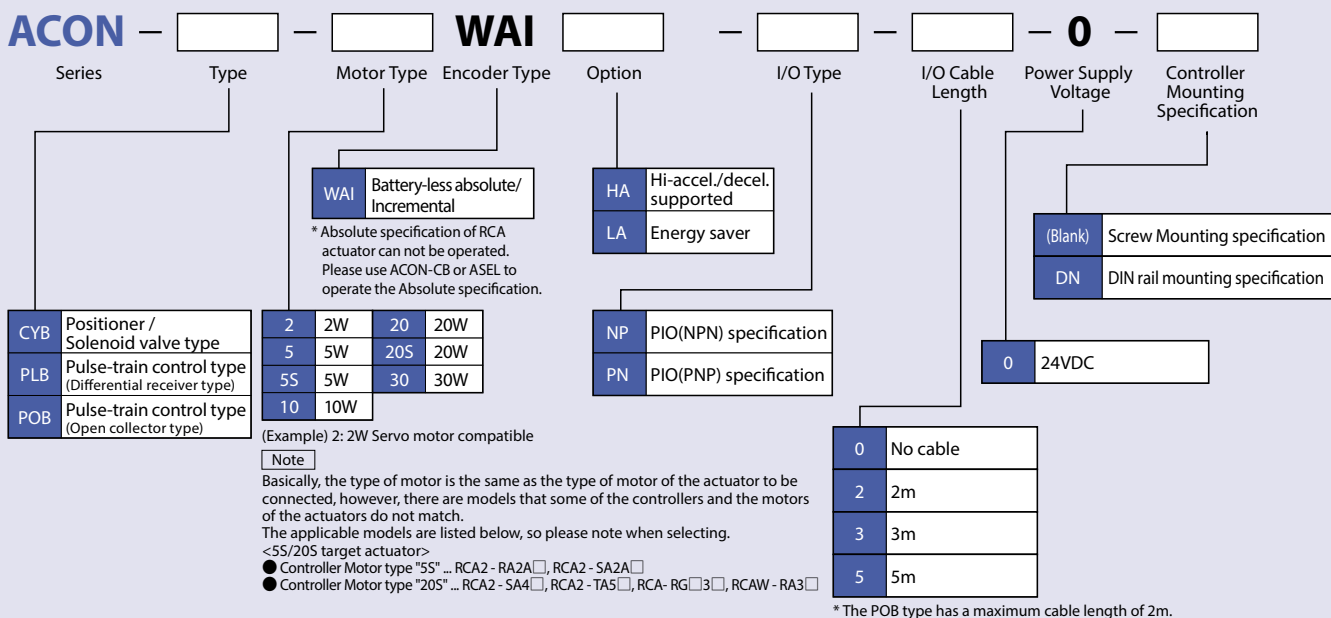 ACON – – WAI – – – 0 –
Series Type Motor Type Encoder Type Option I/O Type I/O Cable Length Power Supply Voltage Controller Mounting Specification
WAI Battery-less absolute/
Incremental
* Absolute specification of RCA
actuator can not be operated.
Please use ACON-CB or ASEL to
operate the Absolute specification.
HA Hi-accel./decel.
supported
LA Energy saver
(Blank) Screw Mounting specification
DN DIN rail mounting specification
CYB Positioner /
Solenoid valve type
PLB Pulse-train control type
(Differential receiver type)
POB Pulse-train control type
(Open collector type)
2 2W 20 20W
5 5W 20S 20W
5S 5W 30 30W
10 10W
(Example) 2: 2W Servo motor compatible
Note
Basically, the type of motor is the same as the type of motor of the actuator to be
connected, however, there are models that some of the controllers and the motors
of the actuators do not match.
The applicable models are listed below, so please note when selecting.
<5S/20S target actuator>
● Controller Motor type "5S" ... RCA2 - RA2A□, RCA2 - SA2A□
● Controller Motor type "20S" ... RCA2 - SA4□, RCA2 - TA5□, RCA- RG□3□, RCAW - RA3□
NP PIO(NPN) specification
PN PIO(PNP) specification
0 24VDC
0 No cable
2 2m
3 3m
5 5m
* The POB type has a maximum cable length of 2m.